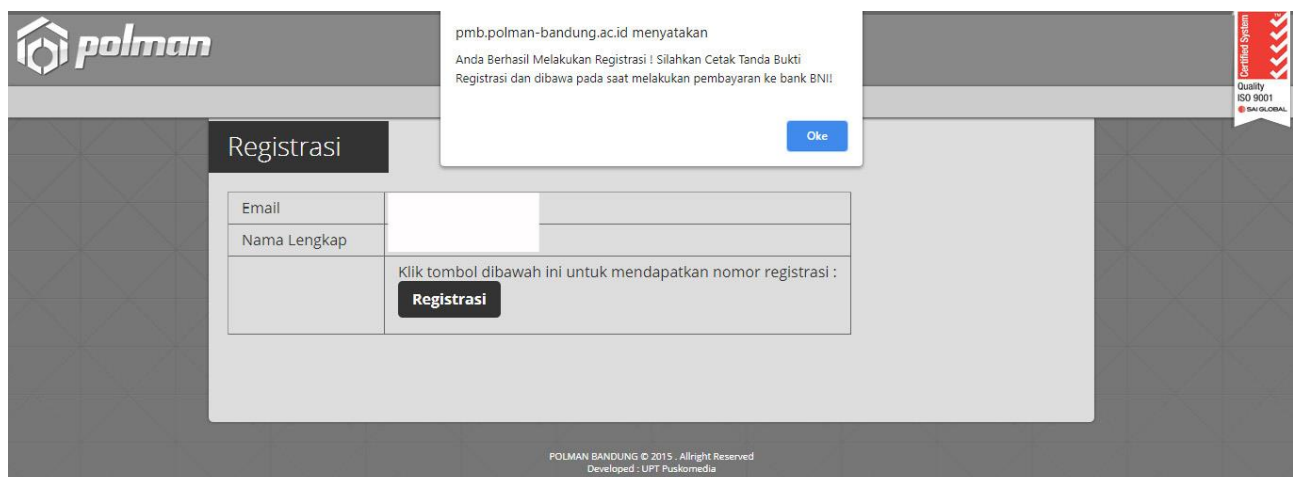 polman
pmb.polman-bandung.ac.id menyatakan
Anda Berhasil Melakukan Registrasi ! Silahkan Cetak Tanda Bukti
Registrasi dan dibawa pada saat melakukan pembayaran ke bank BNI!
Oke
Certified System
Quality
ISO 9001
SAI GLOBAL
Registrasi
Email
Nama Lengkap
Klik tombol dibawah ini untuk mendapatkan nomor registrasi :
Registrasi
POLMAN BANDUNG © 2015 . Allright Reserved
Developed : UPT Puskomedia